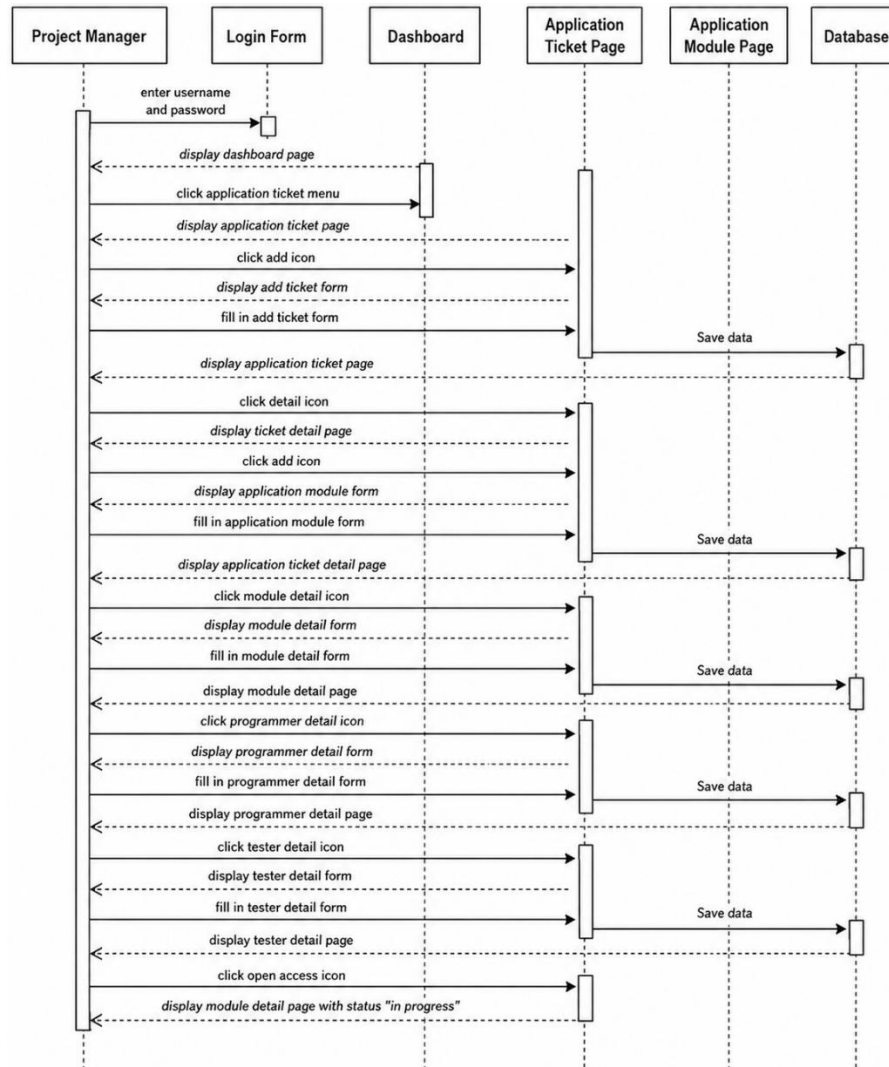 Project Manager
Login Form
Dashboard
Application
Ticket Page
Application
Module Page
Database
enter username
and password
display dashboard page
click application ticket menu
display application ticket page
click add icon
display add ticket form
fill in add ticket form
Save data
display application ticket page
click detail icon
display ticket detail page
click add icon
display application module form
fill in application module form
Save data
display application ticket detail page
click module detail icon
display module detail form
fill in module detail form
Save data
display module detail page
click programmer detail icon
display programmer detail form
fill in programmer detail form
Save data
display programmer detail page
click tester detail icon
display tester detail form
fill in tester detail form
Save data
display tester detail page
click open access icon
display module detail page with status "in progress"